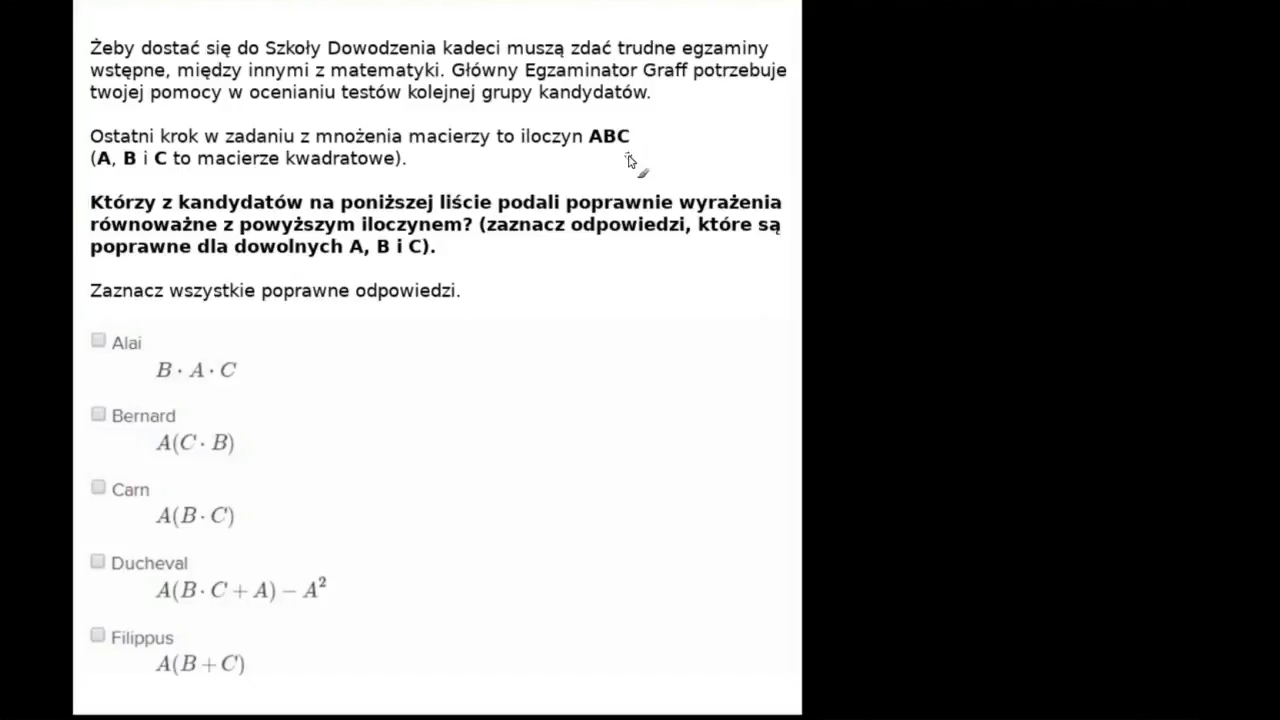 Żeby dostać się do Szkoły Dowodzenia kadeci muszą zdać trudne egzaminy
wstępne, między innymi z matematyki. Główny Egzaminator Graff potrzebuje
twojej pomocy w ocenianiu testów kolejnej grupy kandydatów.
Ostatni krok w zadaniu z mnożenia macierzy to iloczyn ABC
(A, B i C to macierze kwadratowe).
Którzy z kandydatów na poniższej liście podali poprawnie wyrażenia
równoważne z powyższym iloczynem? (zaznacz odpowiedzi, które są
poprawne dla dowolnych A, B i C).
Zaznacz wszystkie poprawne odpowiedzi.
Alai
B · A · C
Bernard
A(C · B)
Carn
A(B · C)
Ducheval
A(B · C + A) − A²
Filippus
A(B + C)